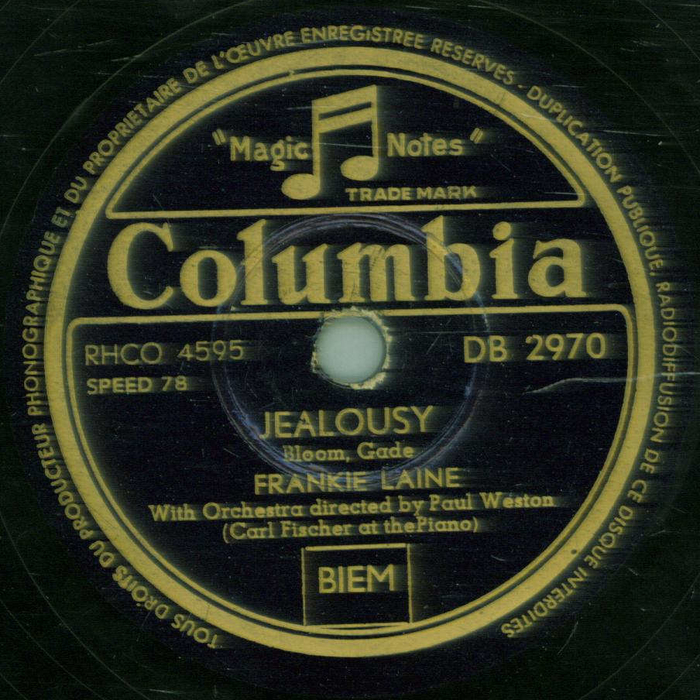 TOUS DROITS DU PRODUCTEUR PHONOGRAPHIQUE ET DU PROPRIETAIRE DE L'ŒUVRE ENREGISTREE RESERVES - DUPLICATION PUBLIQUE, RADIODIFFUSION DE CE DISQUE INTERDITES
"Magic Notes"
TRADE MARK
Columbia
RHCO 4595 DB 2970
SPEED 78
JEALOUSY
Bloom, Gade
FRANKIE LAINE
With Orchestra directed by Paul Weston
(Carl Fischer at thePiano)
BIEM